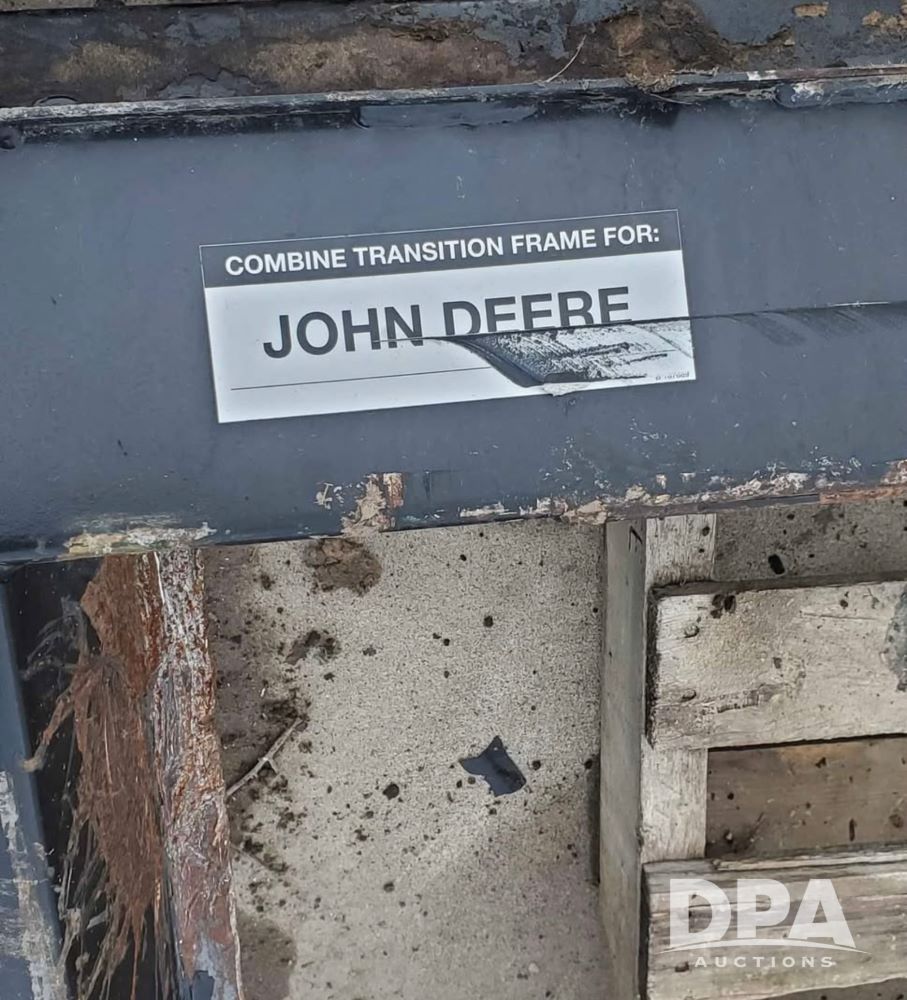 COMBINE TRANSITION FRAME FOR:
JOHN DEERE
DPA
AUCTIONS